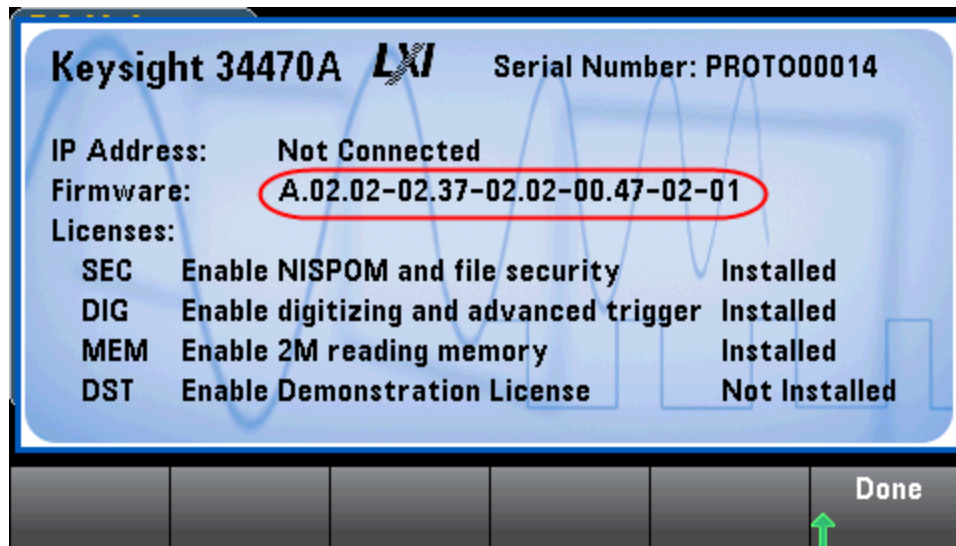 Keysight 34470A LXI Serial Number: PROTO00014
IP Address: Not Connected
Firmware: A.02.02-02.37-02.02-00.47-02-01
Licenses:
SEC Enable NISPOM and file security Installed
DIG Enable digitizing and advanced trigger Installed
MEM Enable 2M reading memory Installed
DST Enable Demonstration License Not Installed
Done